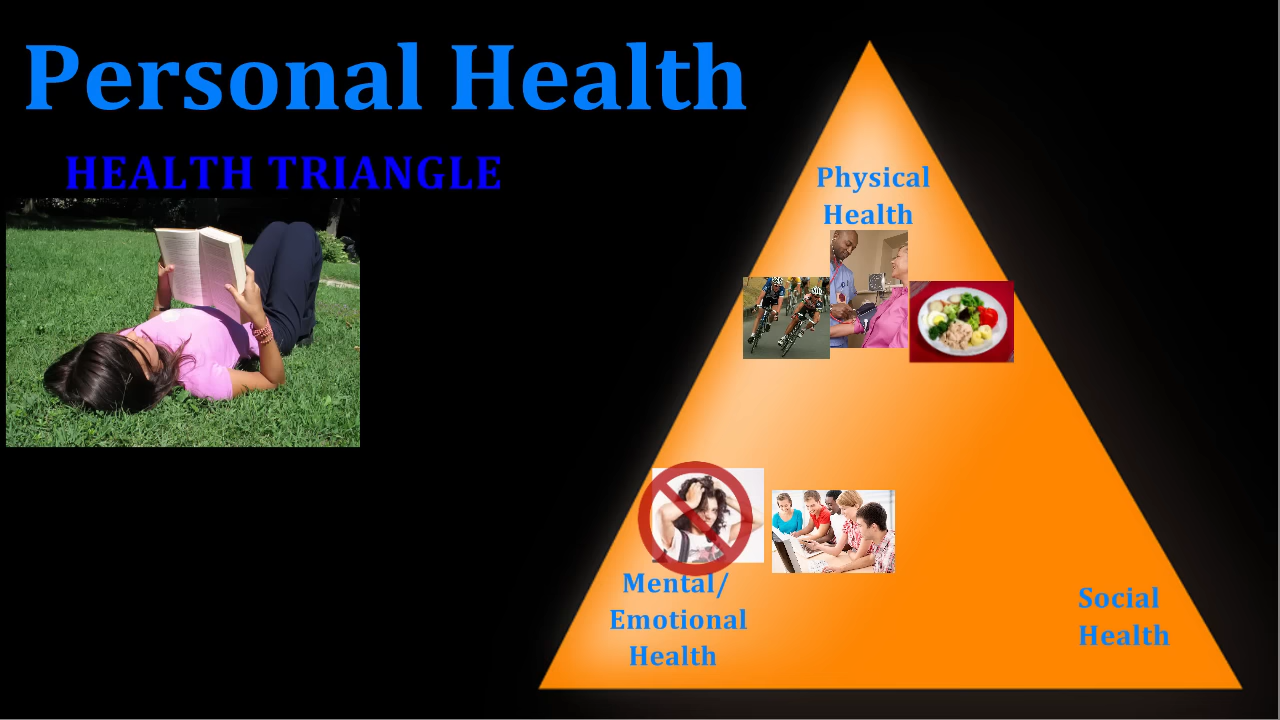 Personal Health
HEALTH TRIANGLE
Physical
Health
Mental/
Emotional
Health
Social
Health